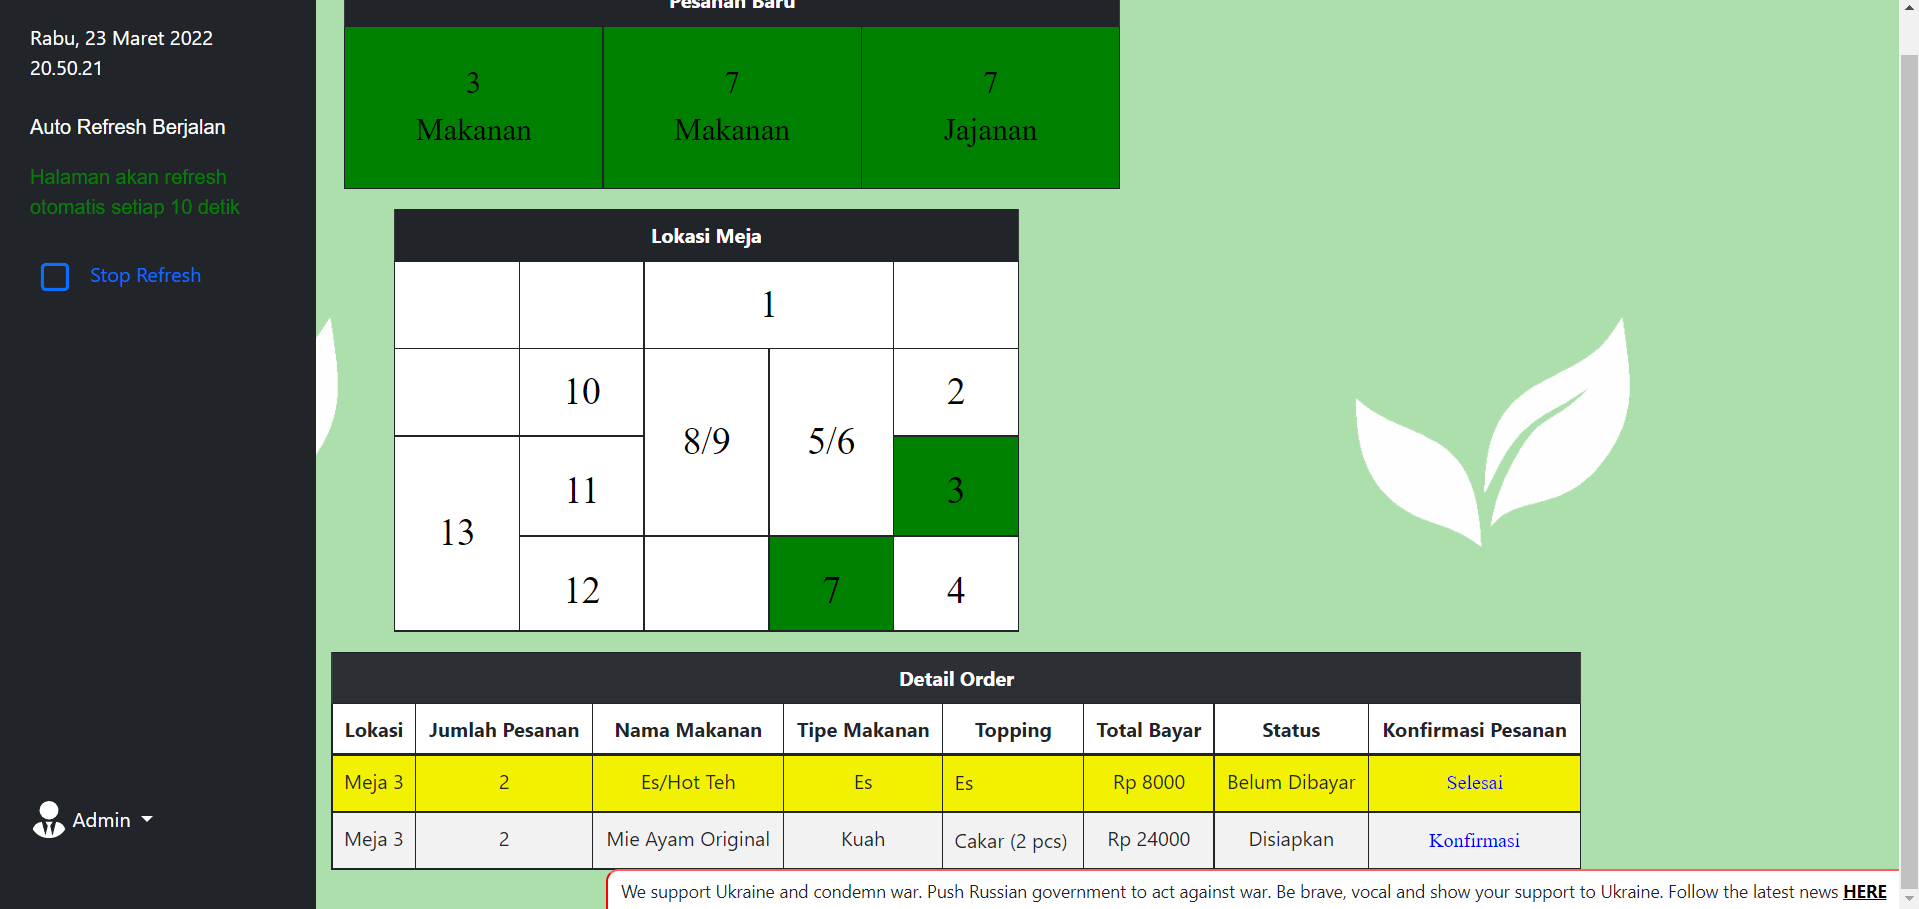 Rabu, 23 Maret 2022
20.50.21
Auto Refresh Berjalan
Halaman akan refresh
otomatis setiap 10 detik
Stop Refresh
Admin
Pesanan Baru
3 7 7
Makanan Makanan Jajanan
Lokasi Meja
1
10 2
8/9 5/6
11 3
13
12 7 4
Detail Order
Lokasi Jumlah Pesanan Nama Makanan Tipe Makanan Topping Total Bayar Status Konfirmasi Pesanan
Meja 3 2 Es/Hot Teh Es Es Rp 8000 Belum Dibayar Selesai
Meja 3 2 Mie Ayam Original Kuah Cakar (2 pcs) Rp 24000 Disiapkan Konfirmasi
We support Ukraine and condemn war. Push Russian government to act against war. Be brave, vocal and show your support to Ukraine. Follow the latest news HERE